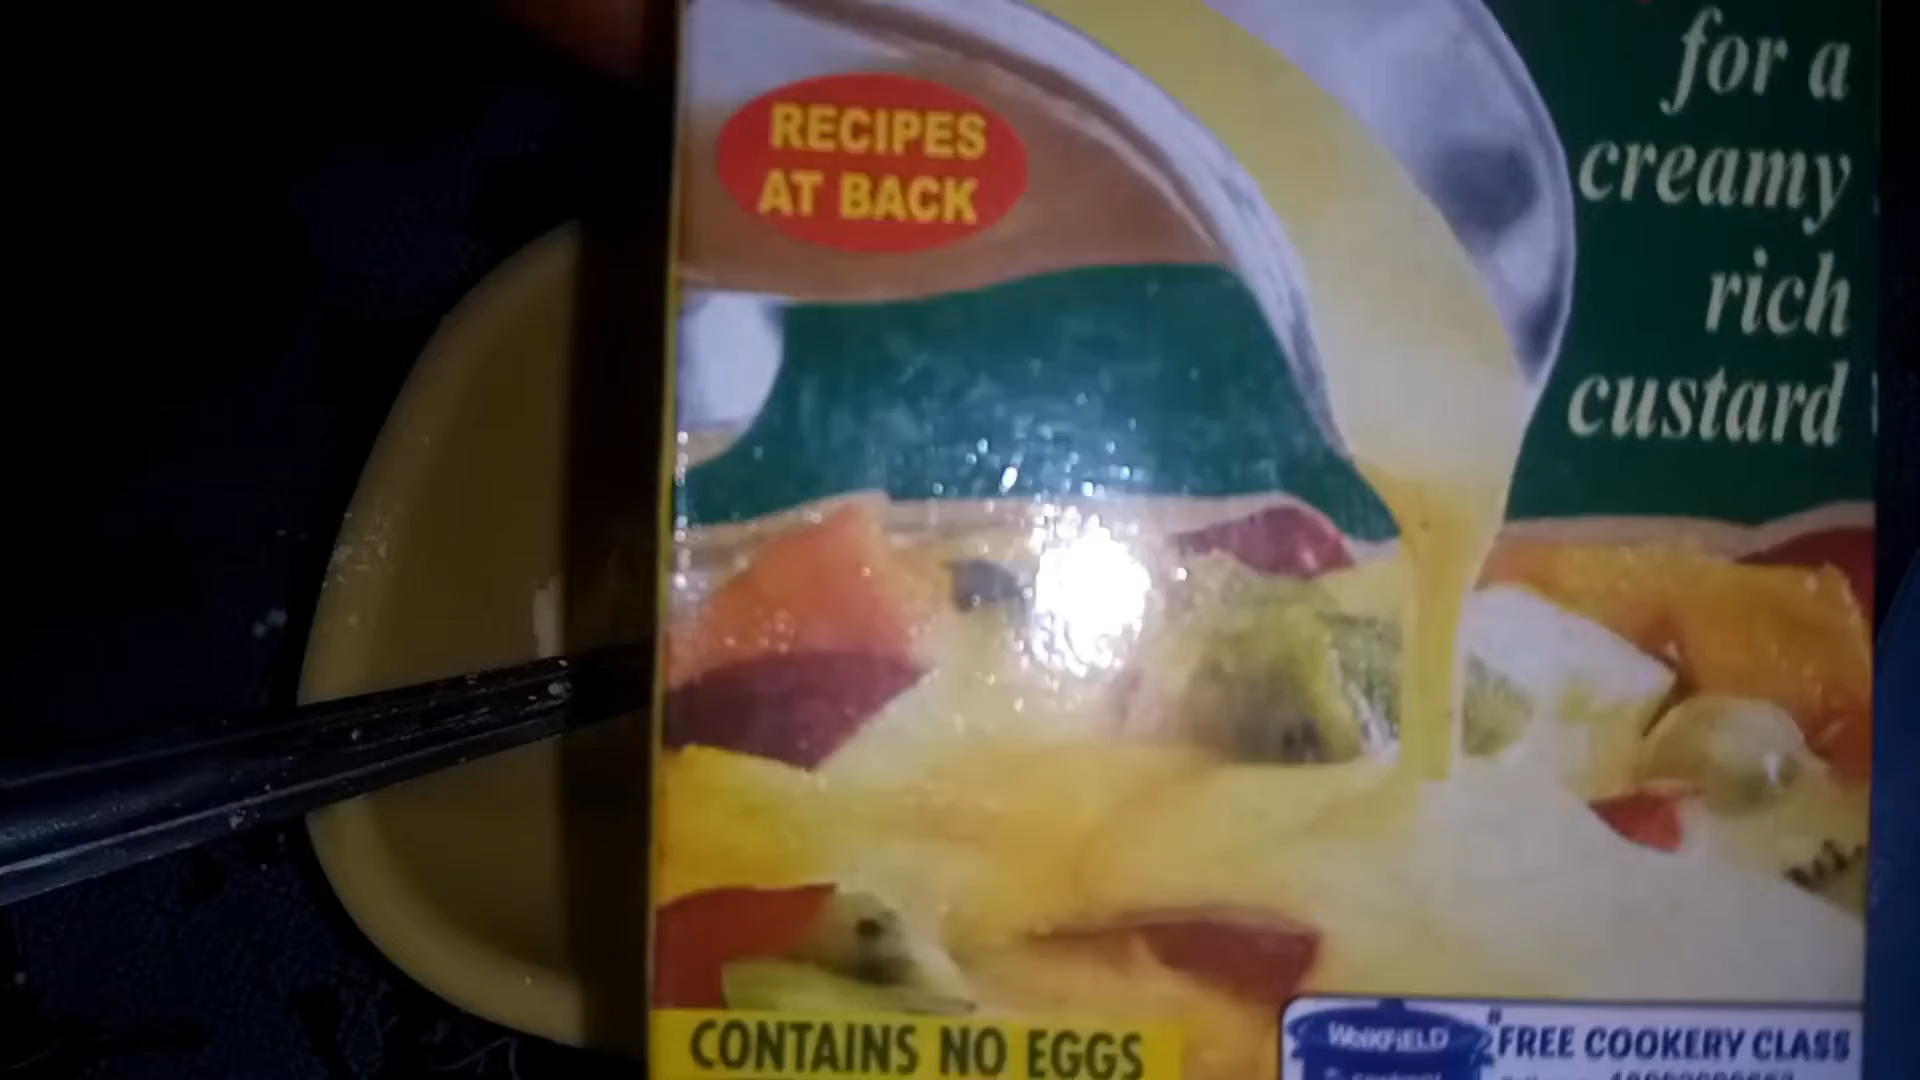 for a
creamy
rich
custard
RECIPES
AT BACK
CONTAINS NO EGGS
WeiKFiELD
"FREE COOKERY CLASS